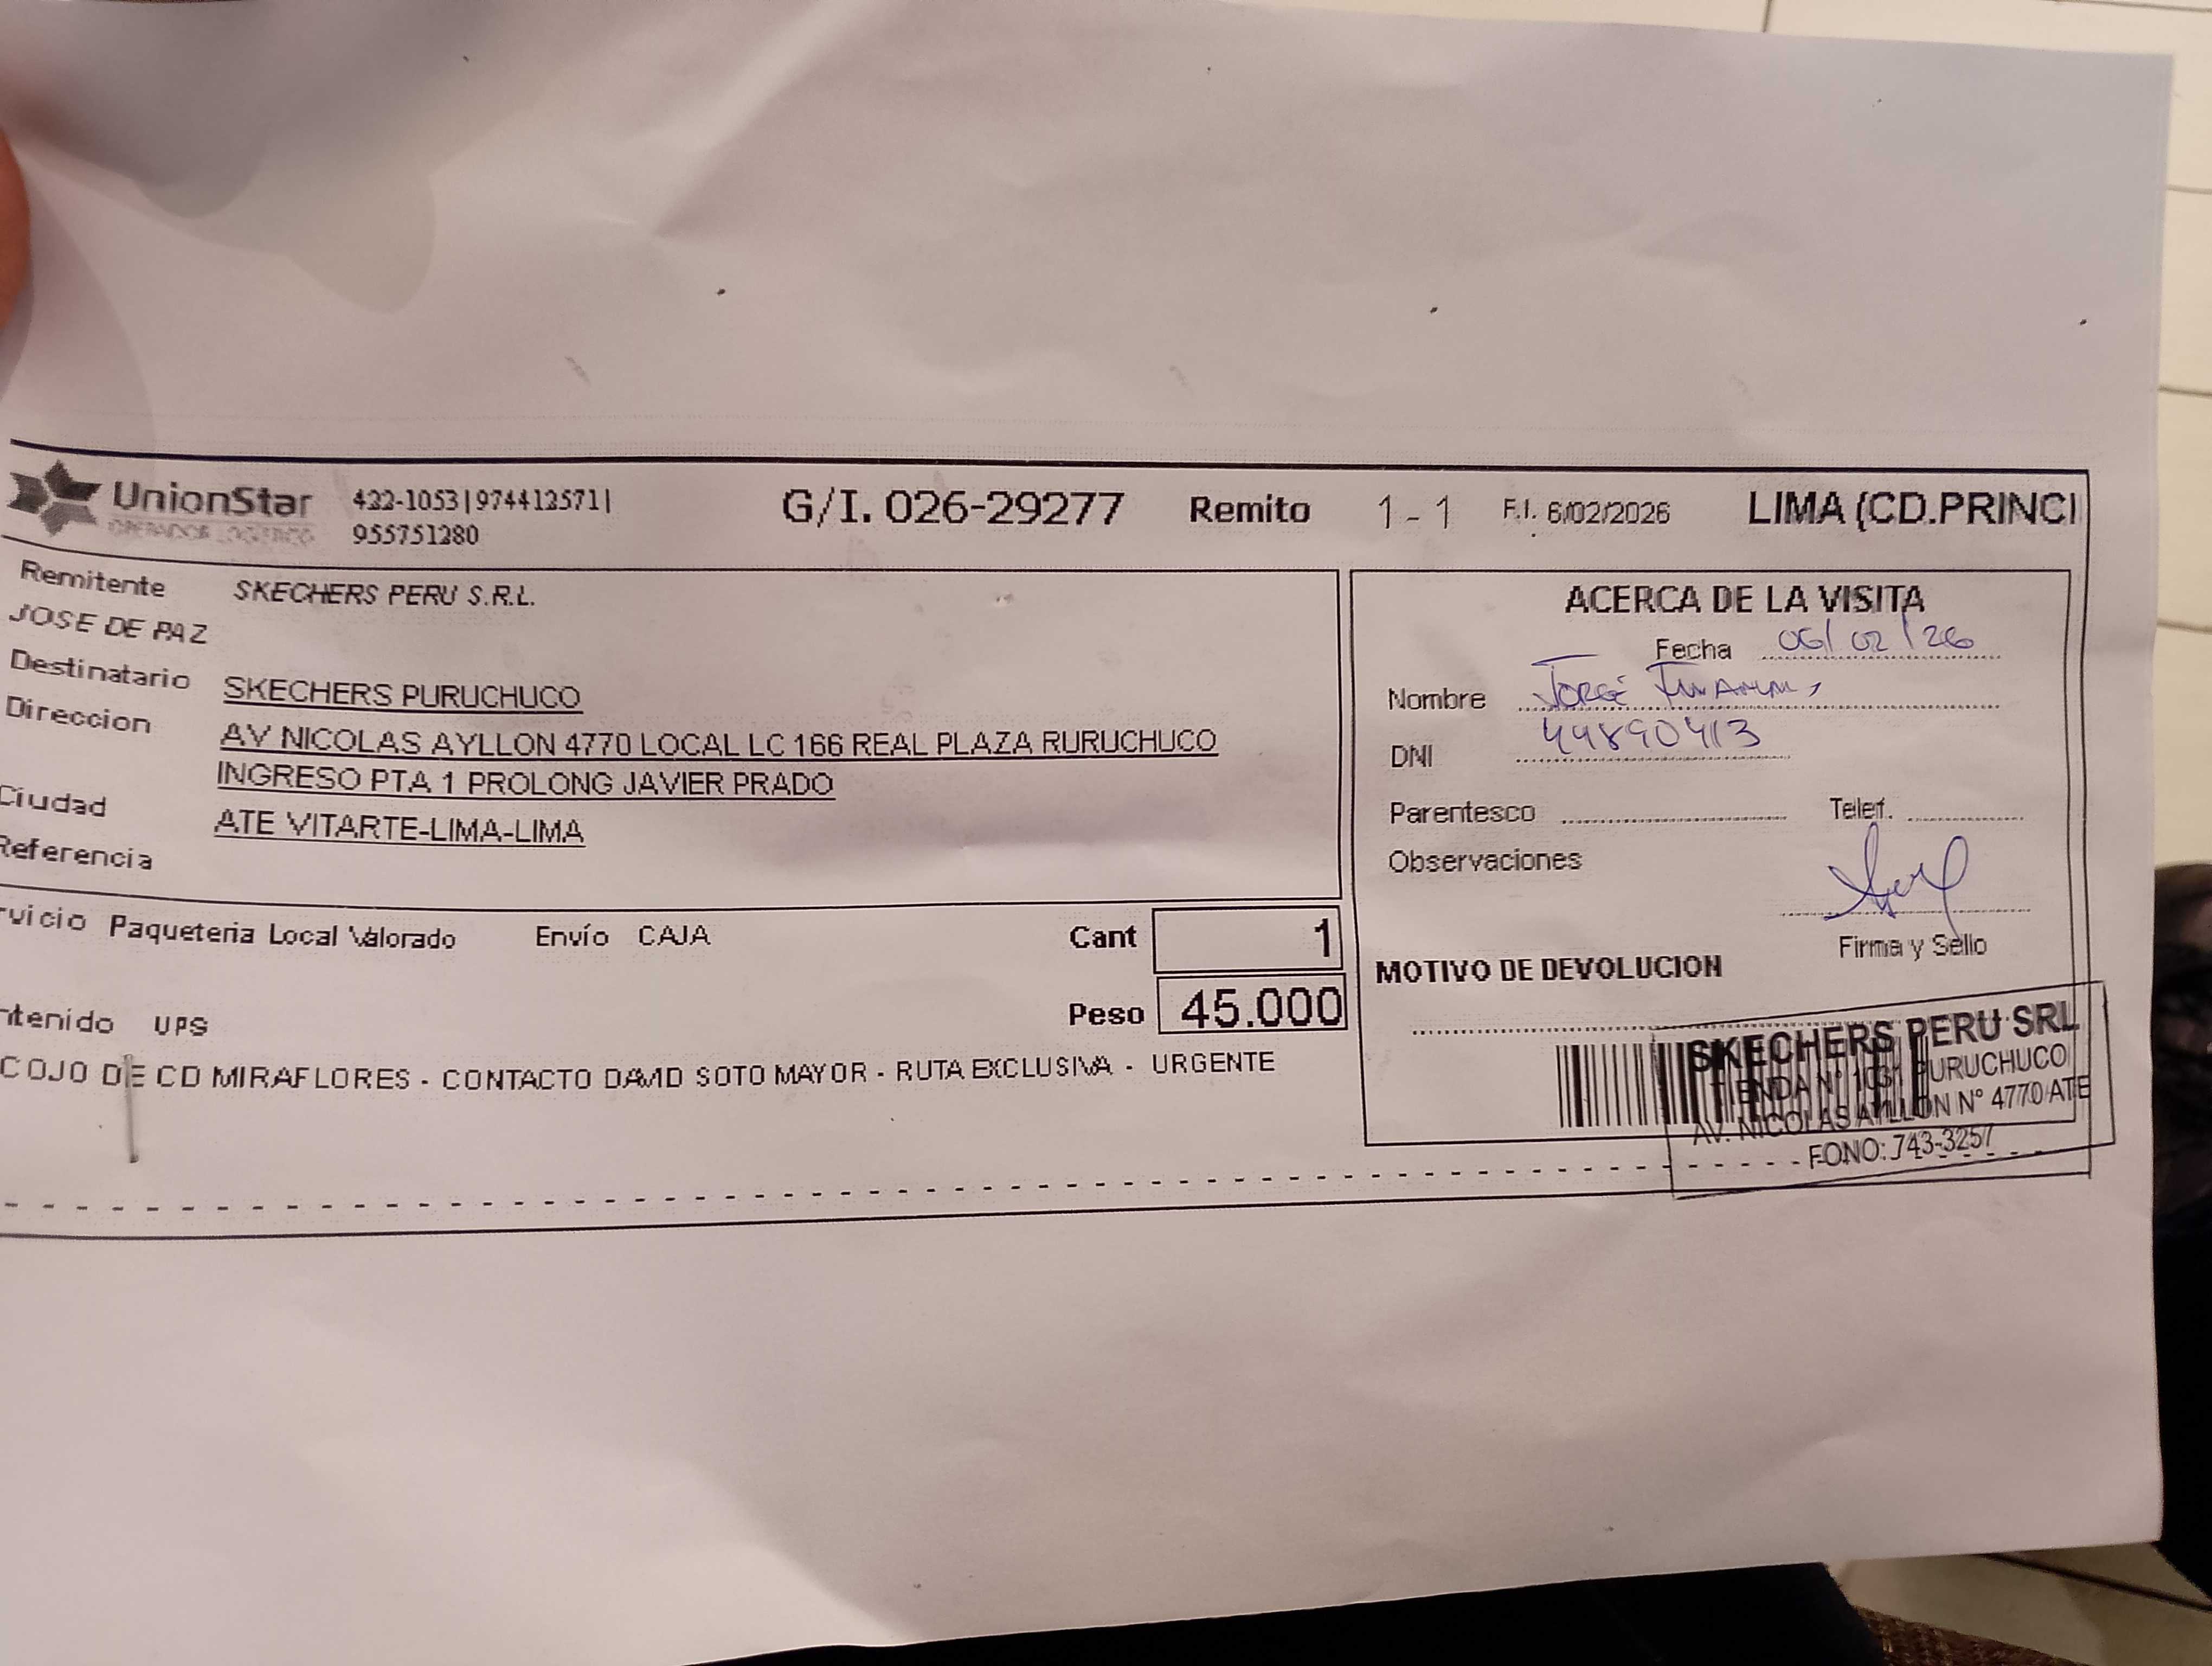 UnionStar
OPERADOR LOGISTICO
422-1053|974412571|
955751280
G/I. 026-29277 Remito 1 - 1 F.I. 6/02/2026 LIMA (CD.PRINCI
Remitente SKECHERS PERU S.R.L.
JOSE DE PAZ
Destinatario SKECHERS PURUCHUCO
Direccion AV NICOLAS AYLLON 4770 LOCAL LC 166 REAL PLAZA RURUCHUCO
INGRESO PTA 1 PROLONG JAVIER PRADO
Ciudad ATE VITARTE-LIMA-LIMA
Referencia
rvicio Paqueteria Local Valorado Envío CAJA Cant 1
ntenido UPS Peso 45.000
COJO DE CD MIRAFLORES - CONTACTO DAVID SOTO MAYOR - RUTA EXCLUSIVA - URGENTE
ACERCA DE LA VISITA
Fecha 06/02/26
Nombre JORGE
DNI 44890413
Parentesco Telef.
Observaciones
Firma y Sello
MOTIVO DE DEVOLUCION
SKECHERS PERU SRL
TIENDA N° 1031 PURUCHUCO
AV. NICOLAS AYLLON N° 4770 ATE
FONO: 743-3257